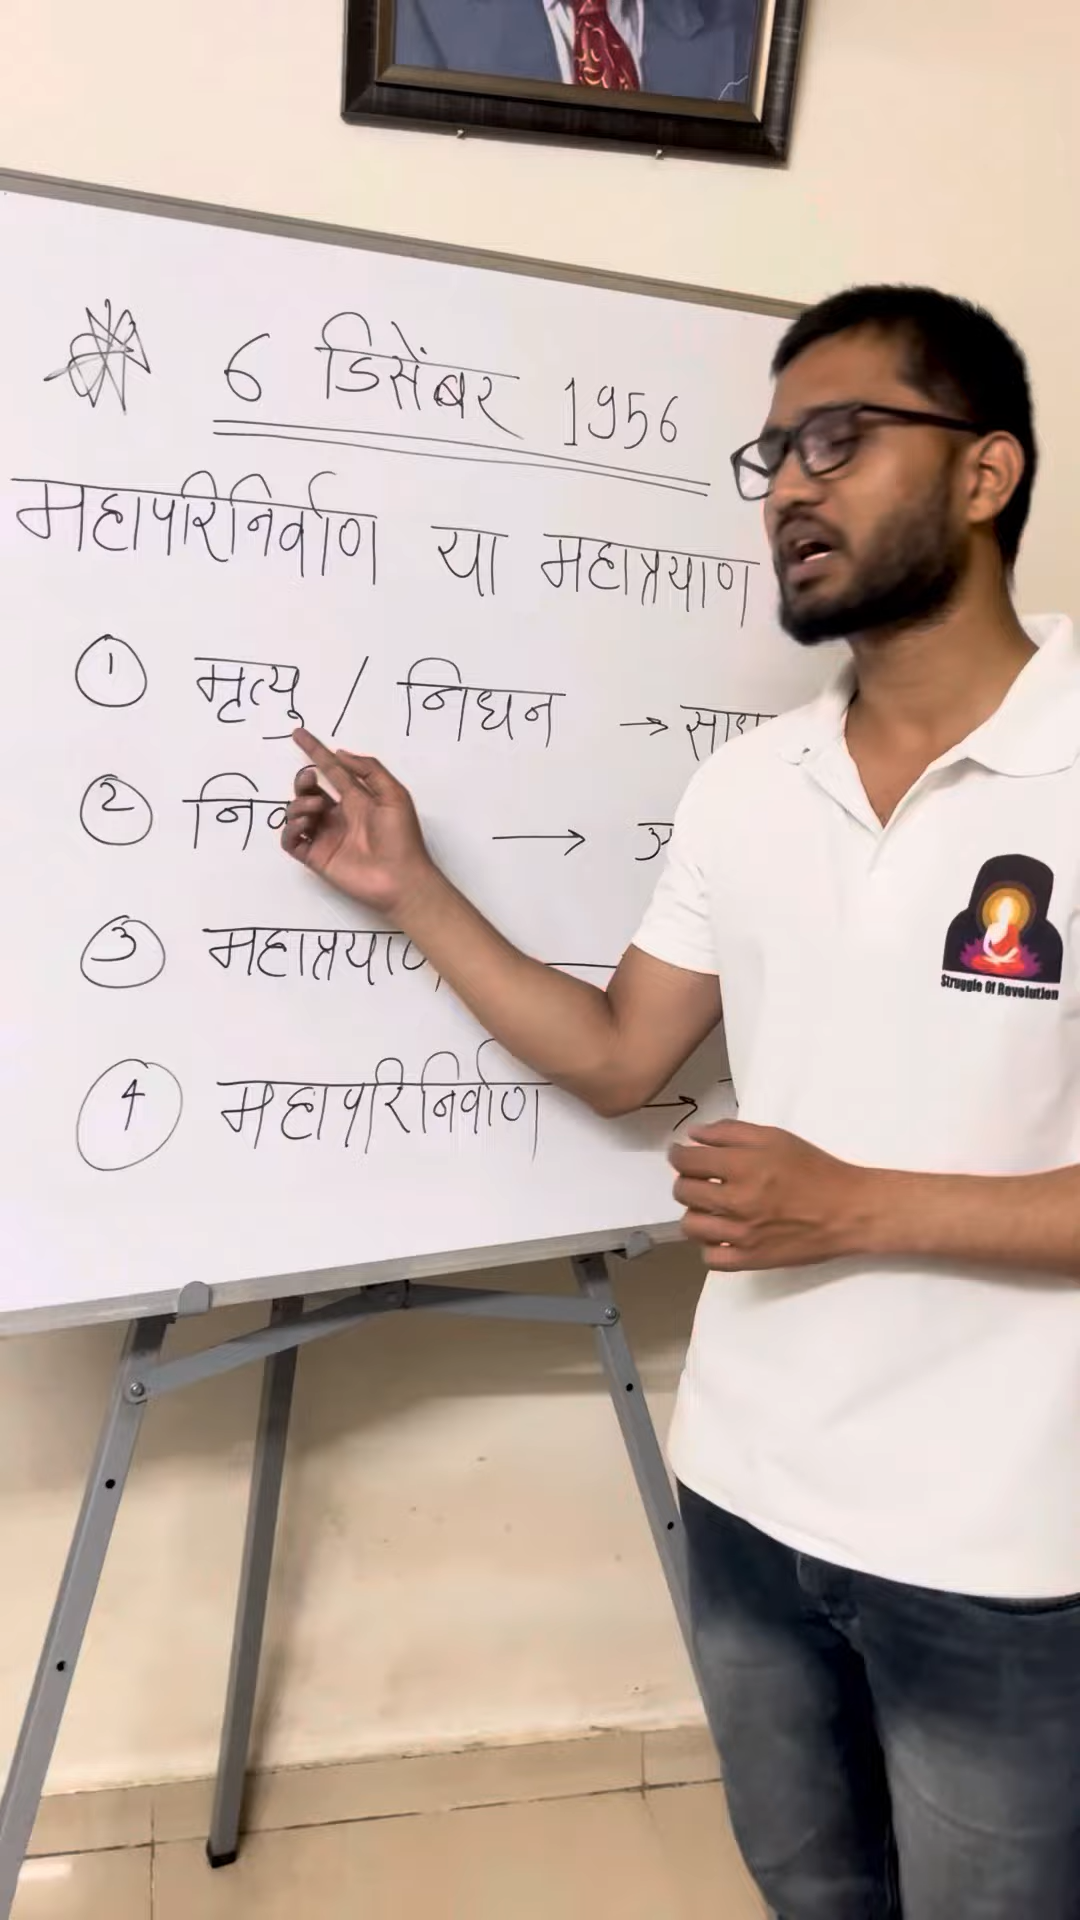 6 डिसेंबर 1956
महापरिनिर्वाण या महाप्रयाण
1 मृत्यु / निधन →
2 →
3 महाप्रयाण
4 महापरिनिर्वाण →
Struggle Of Revolution